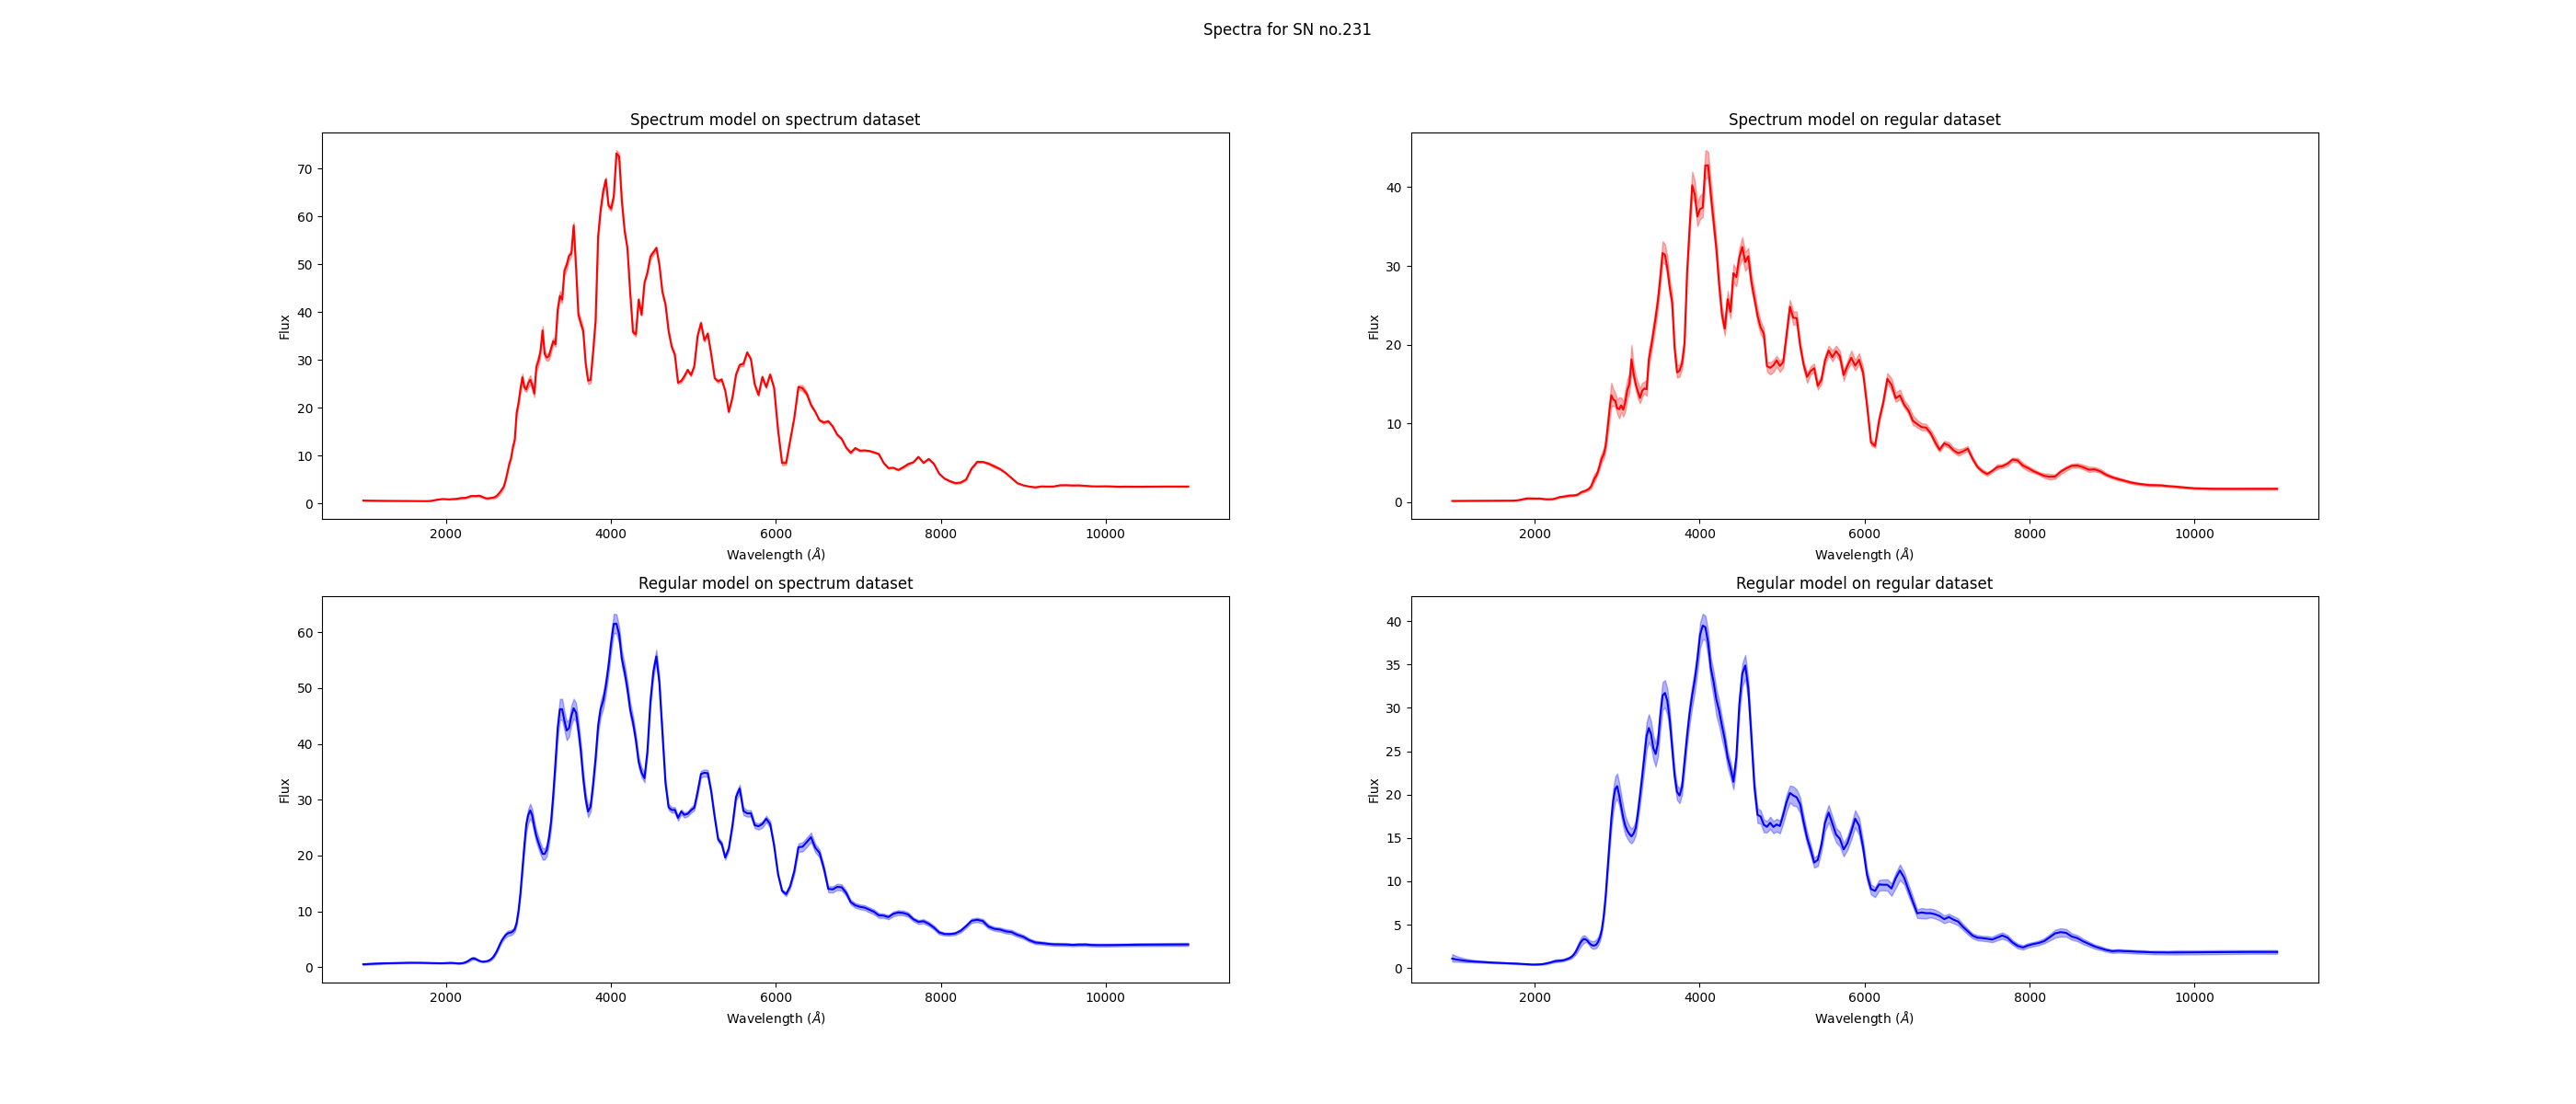 Spectra for SN no.231
Spectrum model on spectrum dataset
70
60
50
40
30
20
10
0
Flux
2000 4000 6000 8000 10000
Wavelength (Å)
Spectrum model on regular dataset
40
30
20
10
0
Flux
2000 4000 6000 8000 10000
Wavelength (Å)
Regular model on spectrum dataset
60
50
40
30
20
10
0
Flux
2000 4000 6000 8000 10000
Wavelength (Å)
Regular model on regular dataset
40
35
30
25
20
15
10
5
0
Flux
2000 4000 6000 8000 10000
Wavelength (Å)